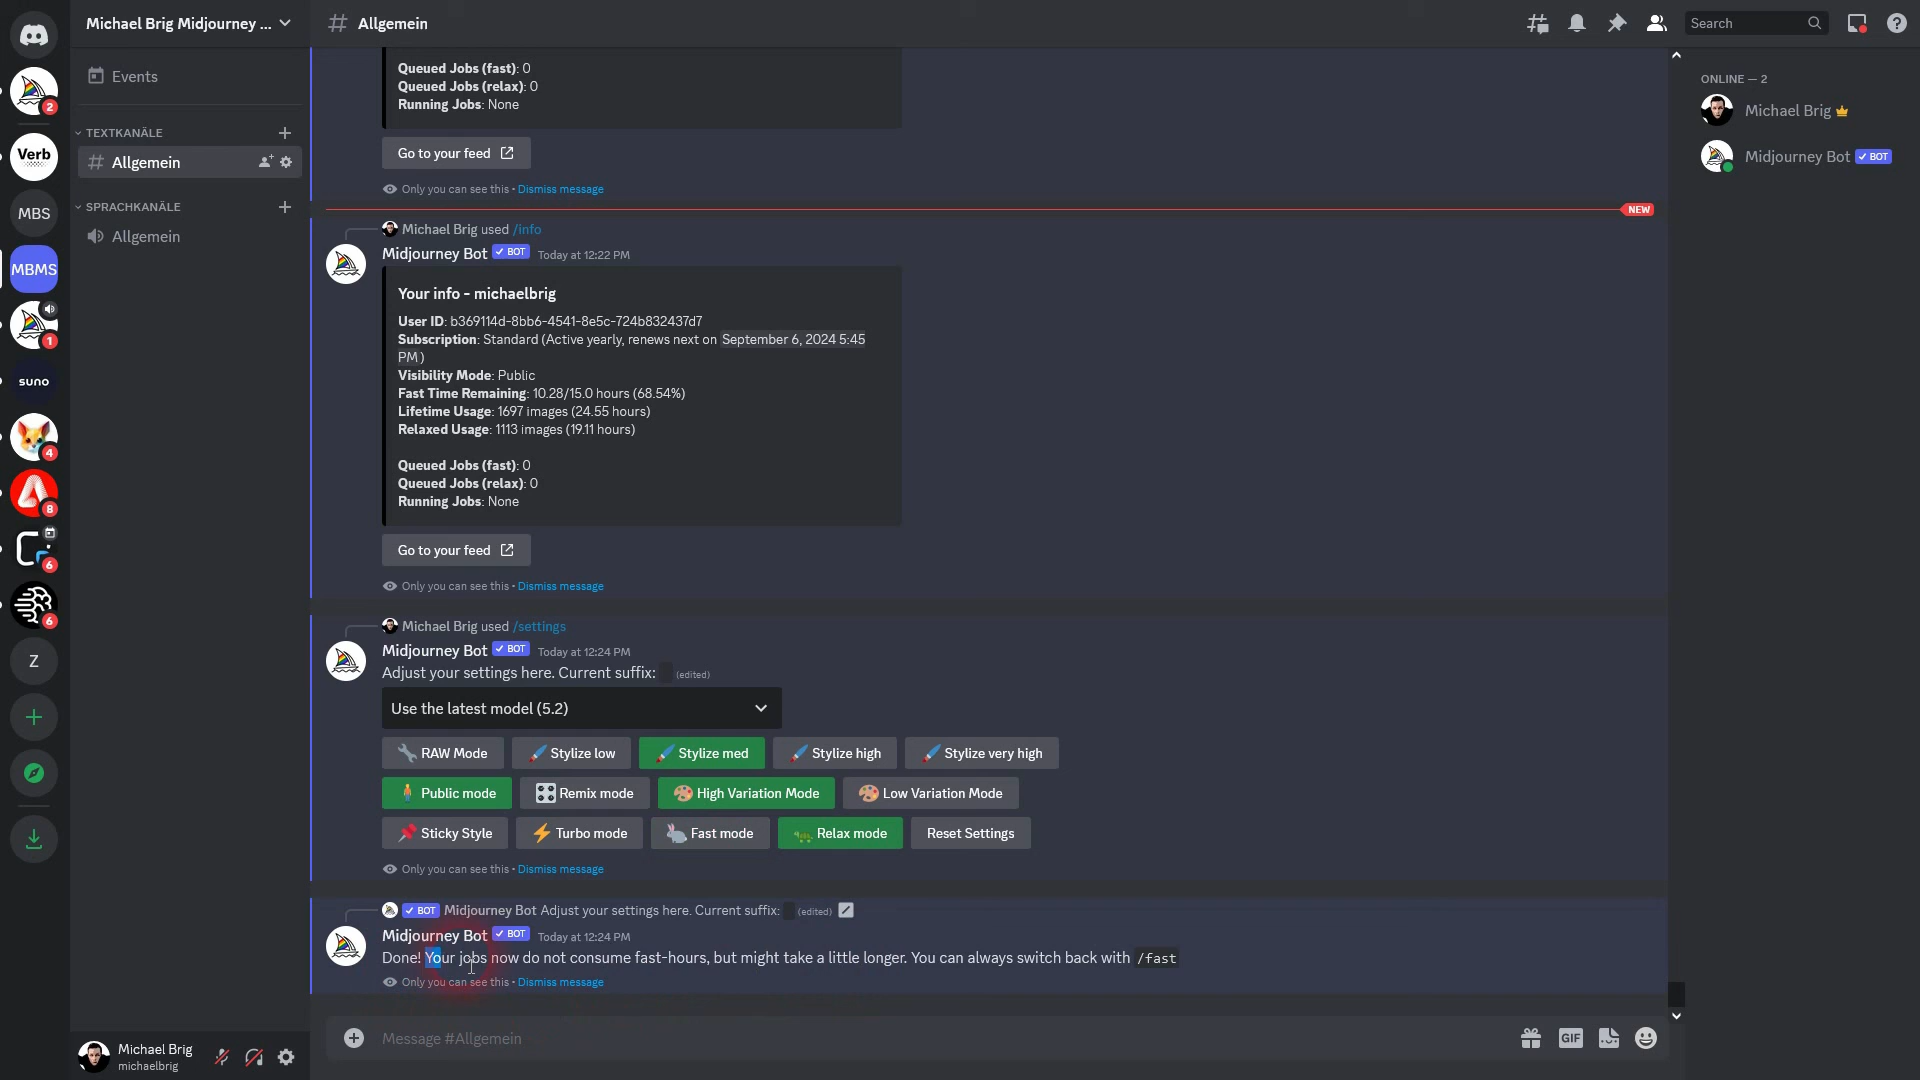 Michael Brig Midjourney ...
Allgemein
Search
2
Events
Queued Jobs (fast): 0
Queued Jobs (relax): 0
Running Jobs: None
ONLINE — 2
Michael Brig
TEXTKANÄLE
Verb
Allgemein
Go to your feed
Midjourney Bot BOT
Only you can see this • Dismiss message
SPRACHKANÄLE
MBS
NEW
Allgemein
Michael Brig used /info
Midjourney Bot BOT Today at 12:22 PM
MBMS
Your info - michaelbrig
User ID: b369114d-8bb6-4541-8e5c-724b832437d7
1
Subscription: Standard (Active yearly, renews next on September 6, 2024 5:45
PM)
Visibility Mode: Public
suno
Fast Time Remaining: 10.28/15.0 hours (68.54%)
Lifetime Usage: 1697 images (24.55 hours)
Relaxed Usage: 1113 images (19.11 hours)
4
Queued Jobs (fast): 0
Queued Jobs (relax): 0
Running Jobs: None
8
Go to your feed
6
Only you can see this • Dismiss message
6
Michael Brig used /settings
Midjourney Bot BOT Today at 12:24 PM
Z
Adjust your settings here. Current suffix: (edited)
Use the latest model (5.2)
RAW Mode Stylize low Stylize med Stylize high Stylize very high
Public mode Remix mode High Variation Mode Low Variation Mode
Sticky Style Turbo mode Fast mode Relax mode Reset Settings
Only you can see this • Dismiss message
BOT Midjourney Bot Adjust your settings here. Current suffix: (edited)
Midjourney Bot BOT Today at 12:24 PM
Done! Your jobs now do not consume fast-hours, but might take a little longer. You can always switch back with /fast
Only you can see this • Dismiss message
Message #Allgemein
GIF
Michael Brig
michaelbrig